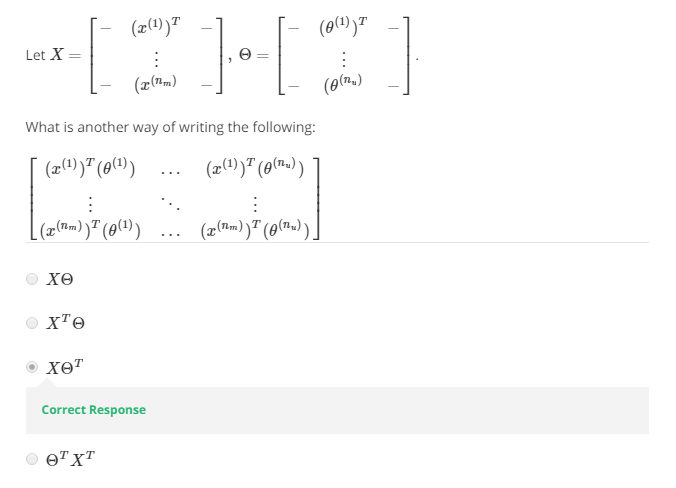 Let X = [ – (x^(1))^T – ⋮ – (x^(n_m) – ], Θ = [ – (θ^(1))^T – ⋮ – (θ^(n_u) – ].
What is another way of writing the following:
[ (x^(1))^T(θ^(1)) … (x^(1))^T(θ^(n_u))
⋮ ⋱ ⋮
(x^(n_m))^T(θ^(1)) … (x^(n_m))^T(θ^(n_u)) ]
XΘ
X^TΘ
XΘ^T
Correct Response
Θ^TX^T